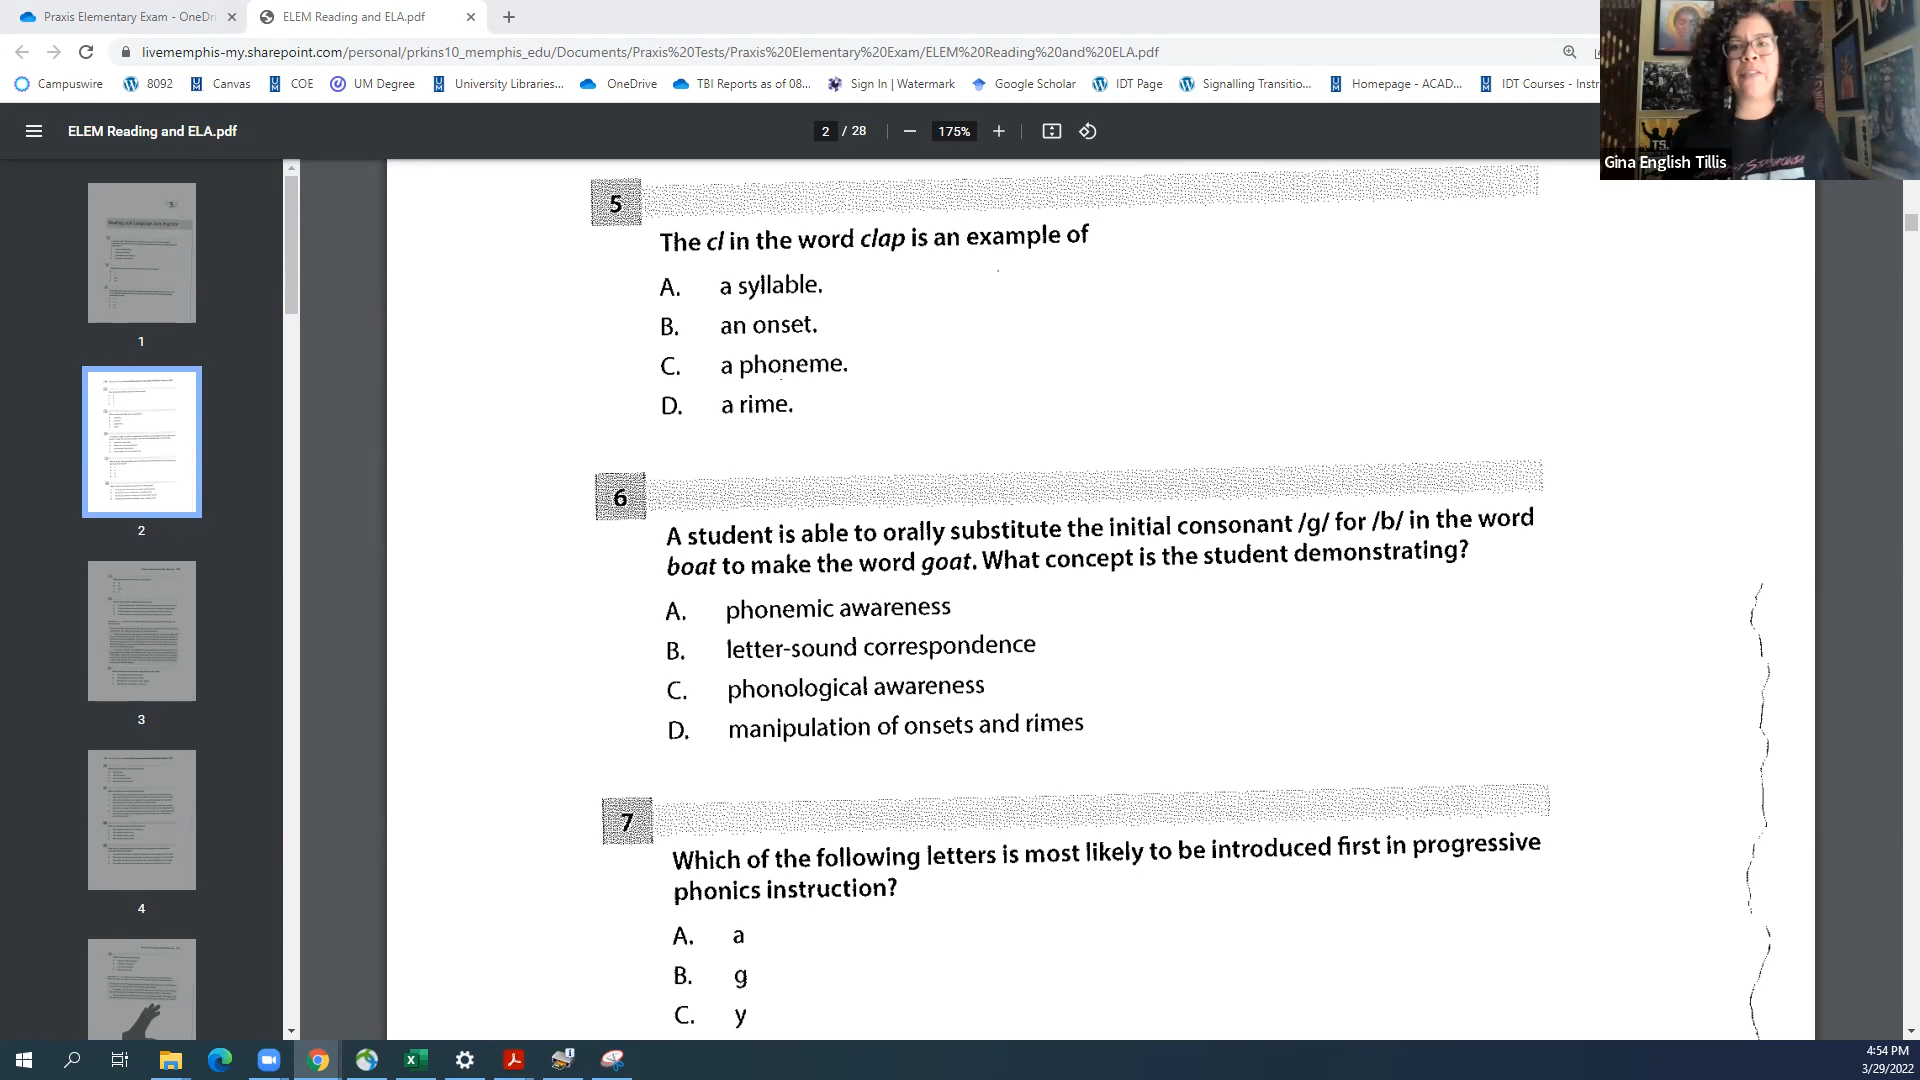 Praxis Elementary Exam - OneDri
ELEM Reading and ELA.pdf
livememphis-my.sharepoint.com/personal/prkins10_memphis_edu/Documents/Praxis%20Tests/Praxis%20Elementary%20Exam/ELEM%20Reading%20and%20ELA.pdf
Campuswire 8092 Canvas COE UM Degree University Libraries... OneDrive TBI Reports as of 08... Sign In | Watermark Google Scholar IDT Page Signalling Transitio... Homepage - ACAD... IDT Courses - Instr
ELEM Reading and ELA.pdf 2 / 28 175%
Gina English Tillis
5
The cl in the word clap is an example of
A. a syllable.
B. an onset.
C. a phoneme.
D. a rime.
6
A student is able to orally substitute the initial consonant /g/ for /b/ in the word
boat to make the word goat. What concept is the student demonstrating?
A. phonemic awareness
B. letter-sound correspondence
C. phonological awareness
D. manipulation of onsets and rimes
7
Which of the following letters is most likely to be introduced first in progressive
phonics instruction?
A. a
B. g
C. y
1
2
3
4
4:54 PM
3/29/2022